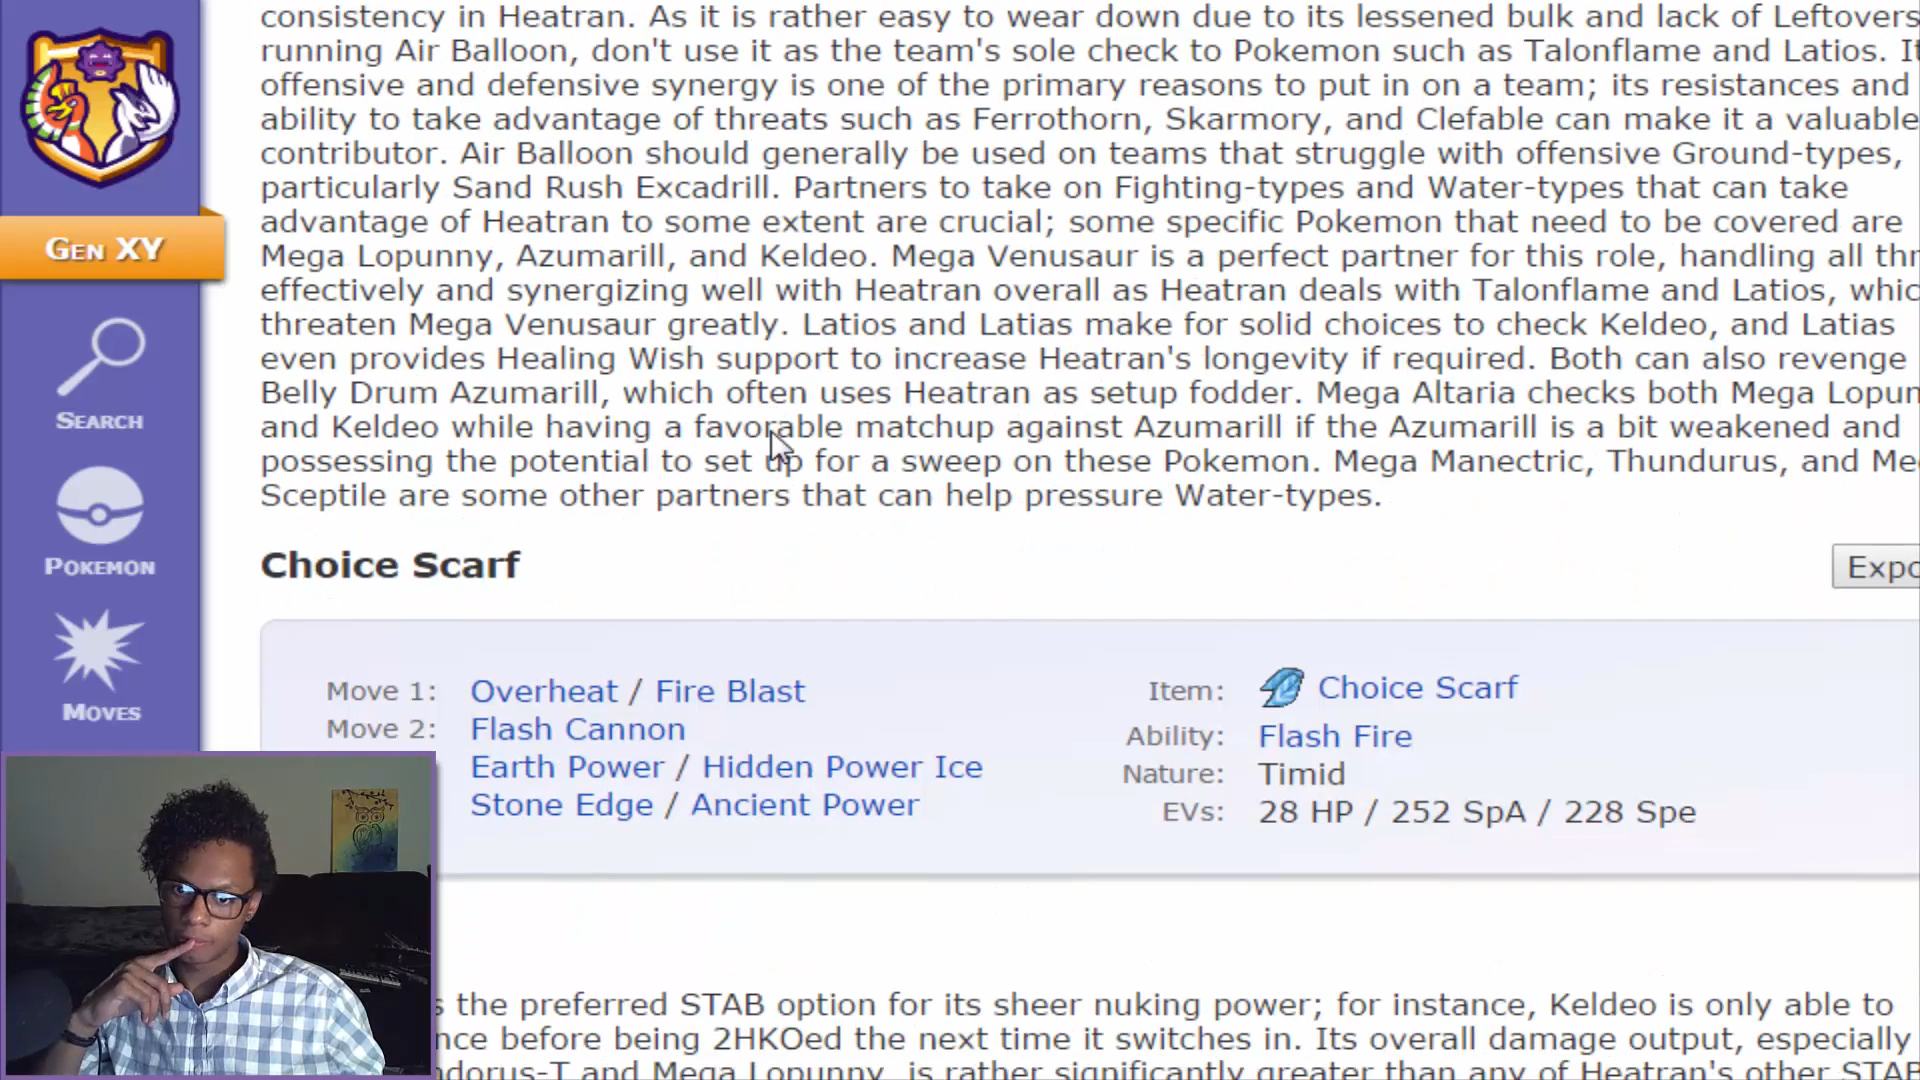 consistency in Heatran. As it is rather easy to wear down due to its lessened bulk and lack of Leftovers
running Air Balloon, don't use it as the team's sole check to Pokemon such as Talonflame and Latios.
offensive and defensive synergy is one of the primary reasons to put in on a team; its resistances and
ability to take advantage of threats such as Ferrothorn, Skarmory, and Clefable can make it a valuable
contributor. Air Balloon should generally be used on teams that struggle with offensive Ground-types,
particularly Sand Rush Excadrill. Partners to take on Fighting-types and Water-types that can take
advantage of Heatran to some extent are crucial; some specific Pokemon that need to be covered are
Mega Lopunny, Azumarill, and Keldeo. Mega Venusaur is a perfect partner for this role, handling all
effectively and synergizing well with Heatran overall as Heatran deals with Talonflame and Latios,
threaten Mega Venusaur greatly. Latios and Latias make for solid choices to check Keldeo, and Latias
even provides Healing Wish support to increase Heatran's longevity if required. Both can also revenge
Belly Drum Azumarill, which often uses Heatran as setup fodder. Mega Altaria checks both Mega
and Keldeo while having a favorable matchup against Azumarill if the Azumarill is a bit weakened and
possessing the potential to set up for a sweep on these Pokemon. Mega Manectric, Thundurus, and
Sceptile are some other partners that can help pressure Water-types.
GEN XY
SEARCH
POKEMON
MOVES
Choice Scarf
Expo
Move 1: Overheat / Fire Blast
Move 2: Flash Cannon
Earth Power / Hidden Power Ice
Stone Edge / Ancient Power
Item: Choice Scarf
Ability: Flash Fire
Nature: Timid
EVs: 28 HP / 252 SpA / 228 Spe
s the preferred STAB option for its sheer nuking power; for instance, Keldeo is only able to
nce before being 2HKOed the next time it switches in. Its overall damage output, especially
ndorus-T and Mega Lopunny, is rather significantly greater than any of Heatran's other STAB